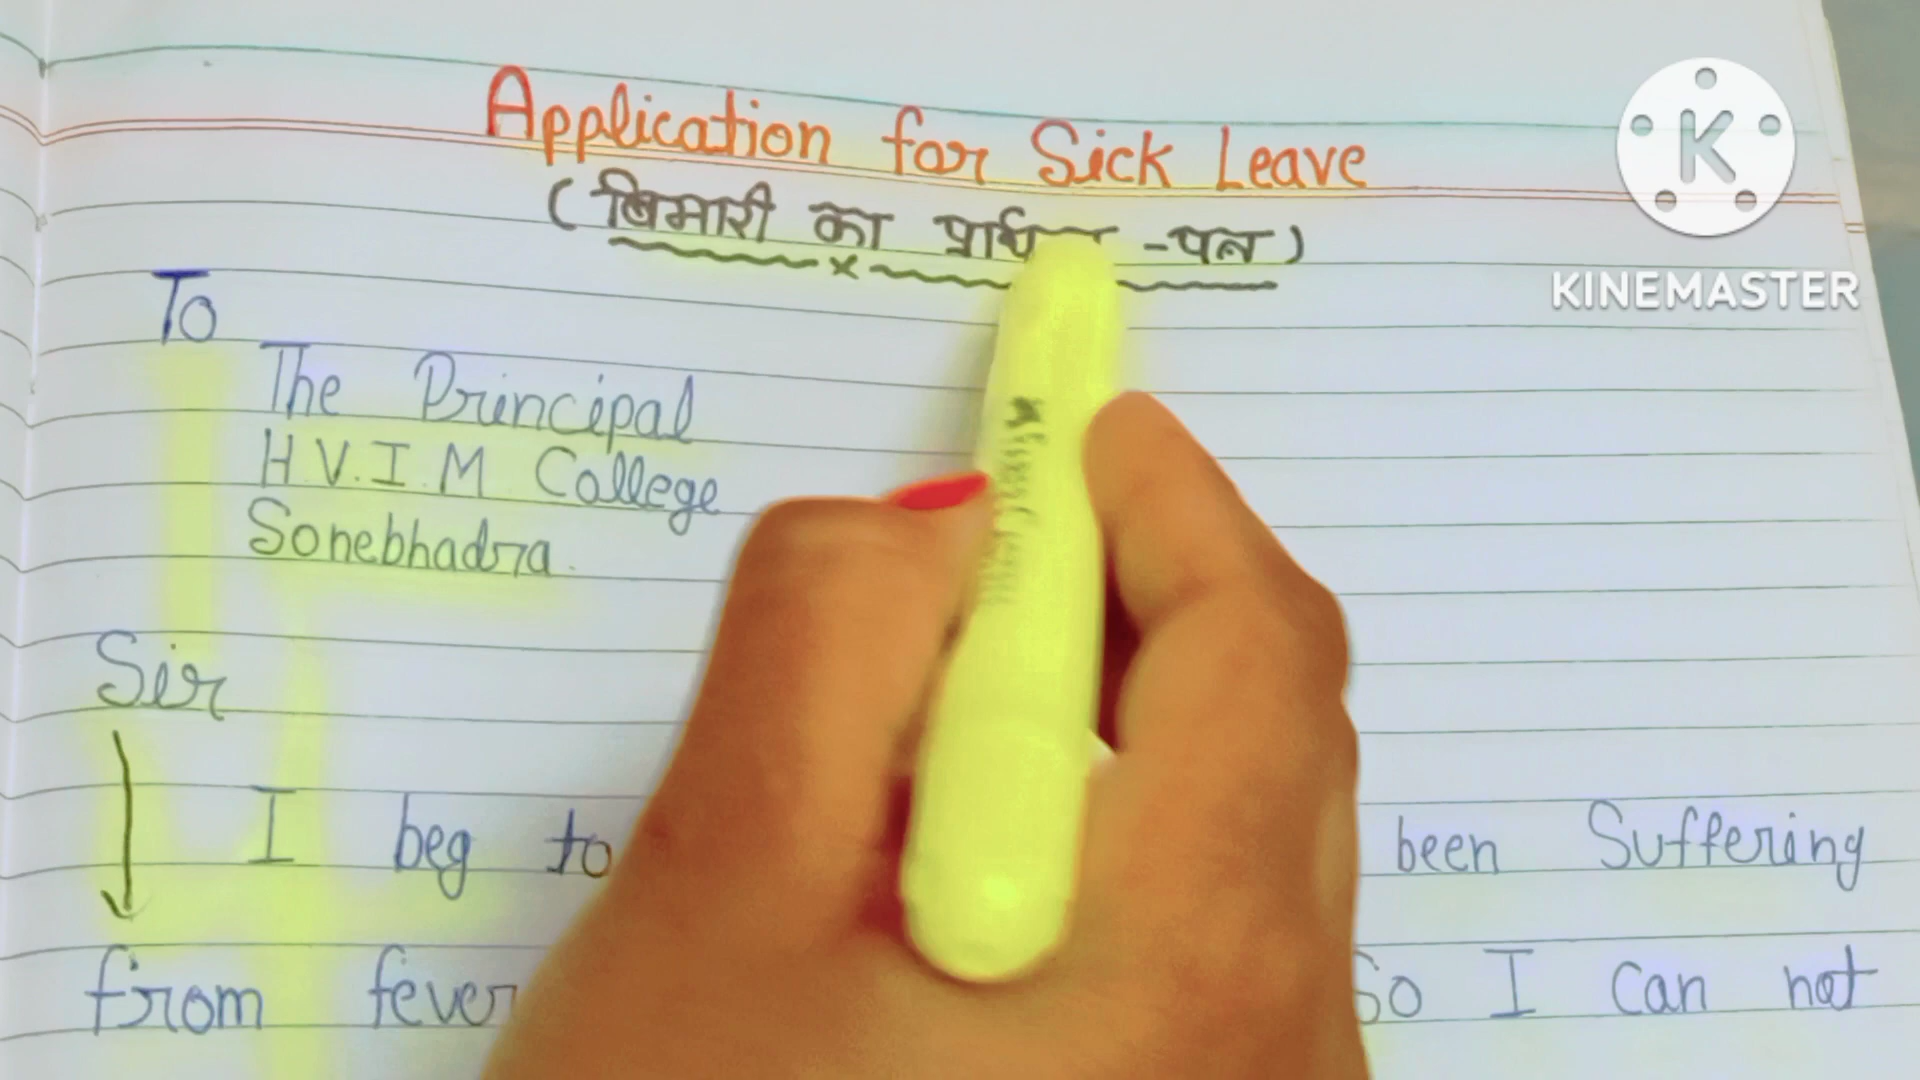 Application for Sick Leave
(बिमारी का -पत्र)
To
The Principal
H.V.I.M. College
Sonebhadra.
Sir
I beg to been Suffering
from fever So I can not
K
KINEMASTER